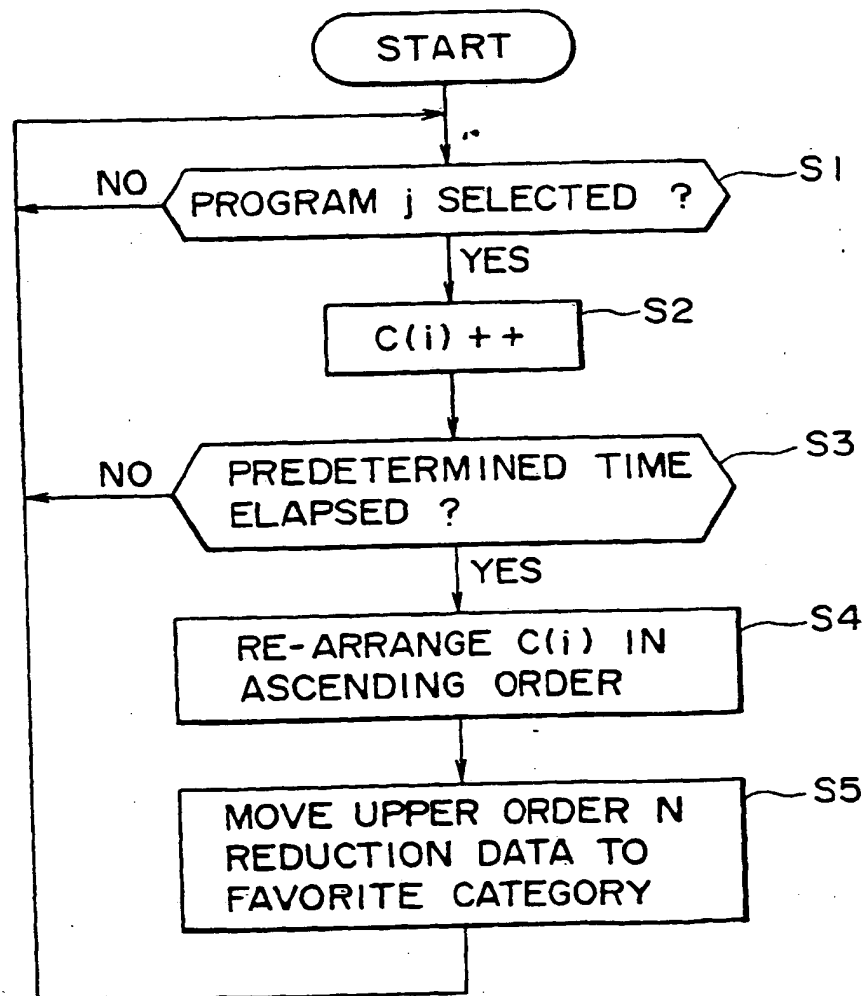 START
NO
PROGRAM j SELECTED ?
S1
YES
C(i) + +
S2
NO
PREDETERMINED TIME
ELAPSED ?
S3
YES
RE-ARRANGE C(i) IN
ASCENDING ORDER
S4
MOVE UPPER ORDER N
REDUCTION DATA TO
FAVORITE CATEGORY
S5